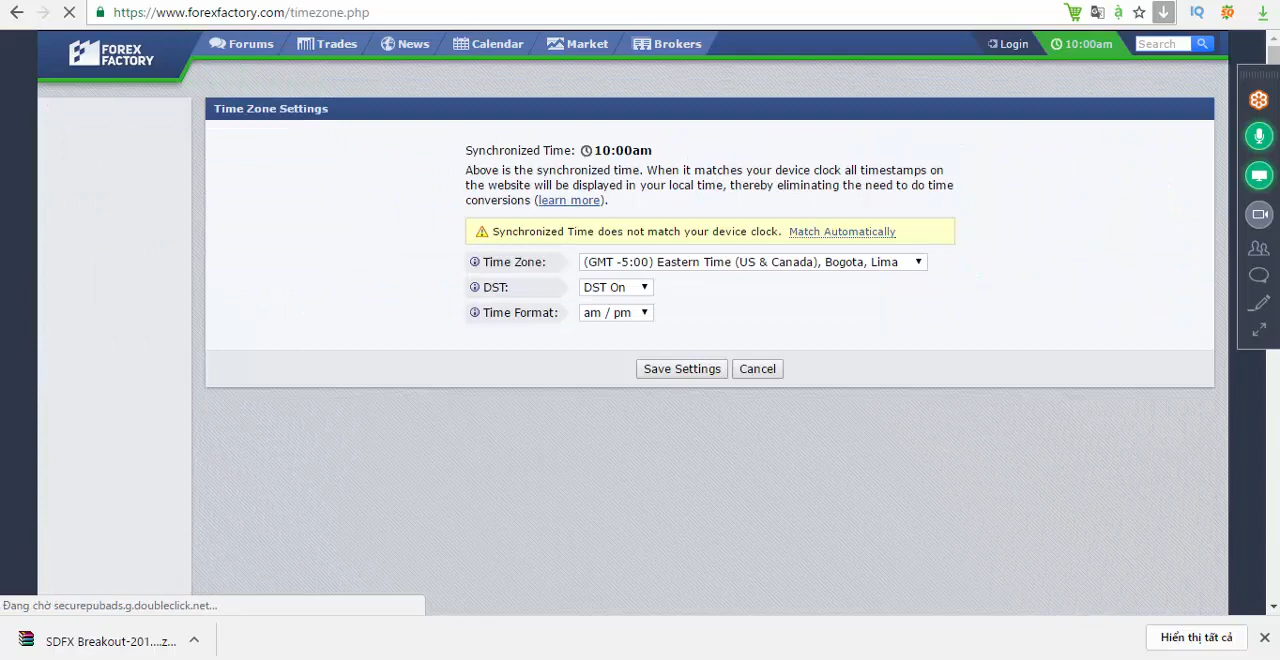 https://www.forexfactory.com/timezone.php
FOREX
FACTORY
Forums
Trades
News
Calendar
Market
Brokers
Login
10:00am
Search
Time Zone Settings
Synchronized Time: 10:00am
Above is the synchronized time. When it matches your device clock all timestamps on
the website will be displayed in your local time, thereby eliminating the need to do time
conversions (learn more).
Synchronized Time does not match your device clock. Match Automatically
Time Zone: (GMT -5:00) Eastern Time (US & Canada), Bogota, Lima
DST: DST On
Time Format: am / pm
Save Settings
Cancel
Đang chờ securepubads.g.doubleclick.net...
SDFX Breakout-201....z...
Hiển thị tất cả